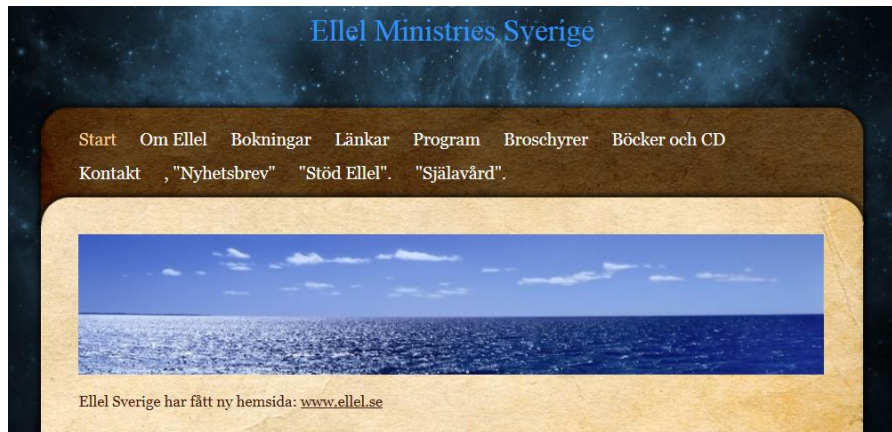 Ellel Ministries Sverige
Start Om Ellel Bokningar Länkar Program Broschyrer Böcker och CD
Kontakt , "Nyhetsbrev" "Stöd Ellel". "Själavård".
Ellel Sverige har fått ny hemsida: www.ellel.se